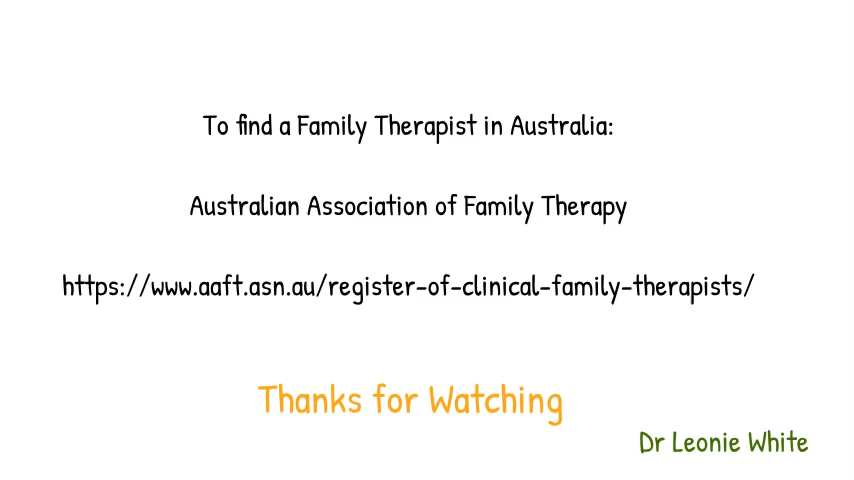 To find a Family Therapist in Australia:
Australian Association of Family Therapy
https://www.aaft.asn.au/register-of-clinical-family-therapists/
Thanks for Watching
Dr Leonie White